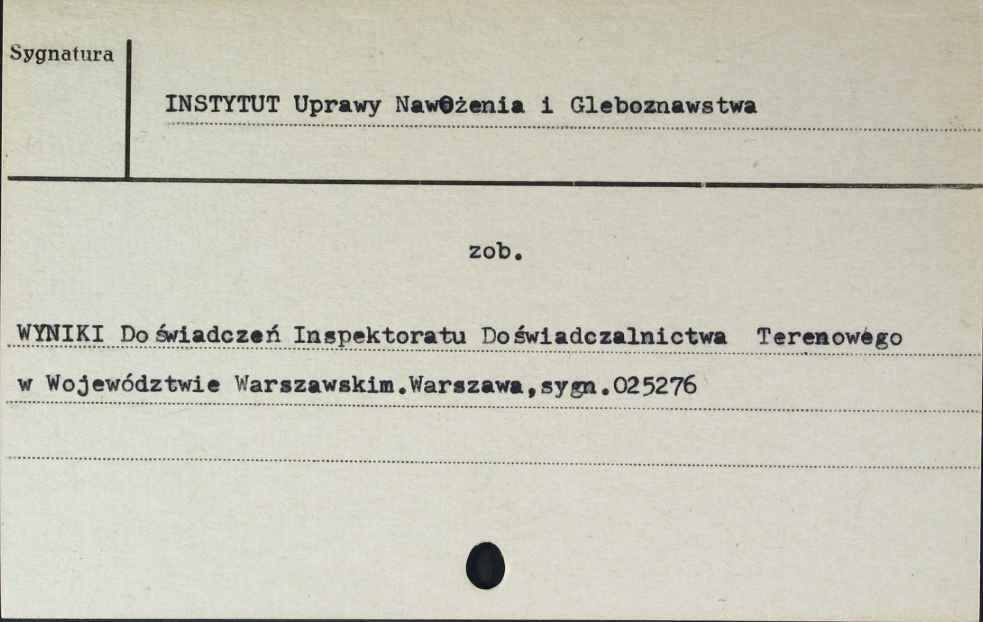 Sygnatura
INSTYTUT Uprawy Nawożenia i Gleboznawstwa
zob.
WYNIKI Doświadczeń Inspektoratu Doświadczalnictwa Terenowego
w Województwie Warszawskim.Warszawa,sygn.025276